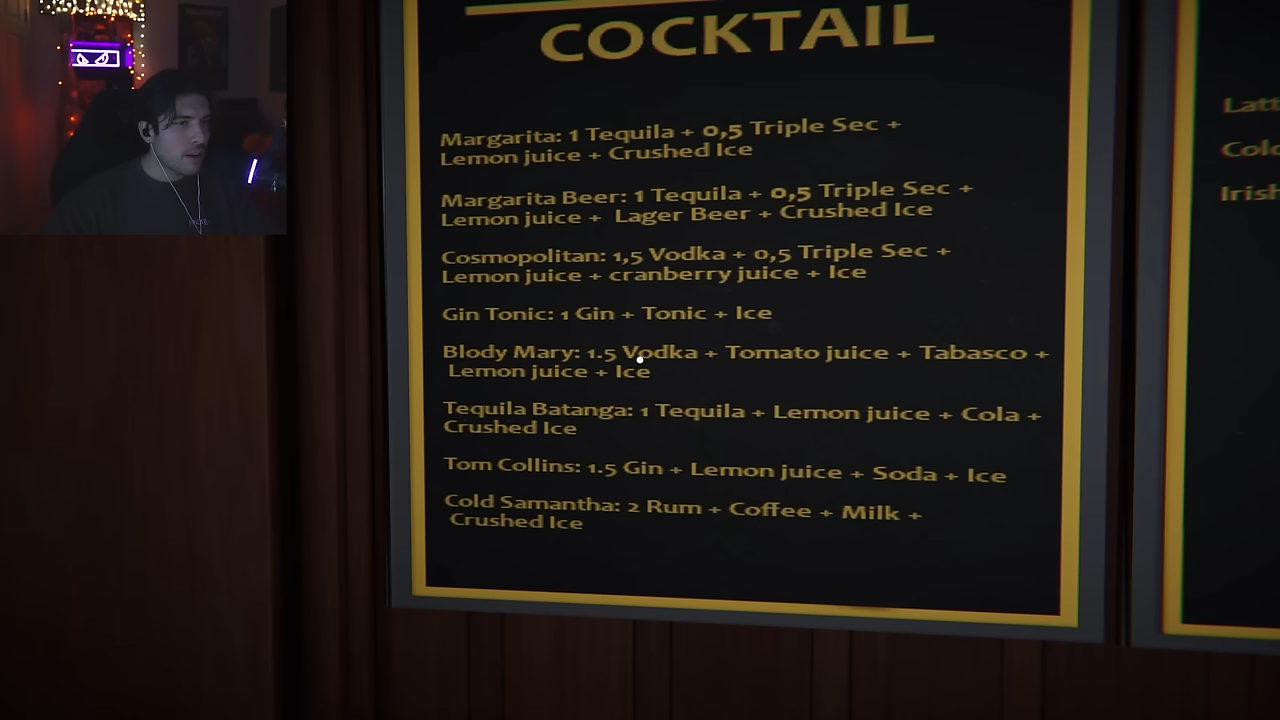 COCKTAIL
Margarita: 1 Tequila + 0,5 Triple Sec +
Lemon juice + Crushed Ice
Margarita Beer: 1 Tequila + 0,5 Triple Sec +
Lemon juice + Lager Beer + Crushed Ice
Cosmopolitan: 1,5 Vodka + 0,5 Triple Sec +
Lemon juice + cranberry juice + Ice
Gin Tonic: 1 Gin + Tonic + Ice
Blody Mary: 1.5 Vodka + Tomato juice + Tabasco +
Lemon juice + Ice
Tequila Batanga: 1 Tequila + Lemon juice + Cola +
Crushed Ice
Tom Collins: 1.5 Gin + Lemon juice + Soda + Ice
Cold Samantha: 2 Rum + Coffee + Milk +
Crushed Ice
Latt
Cold
Irish